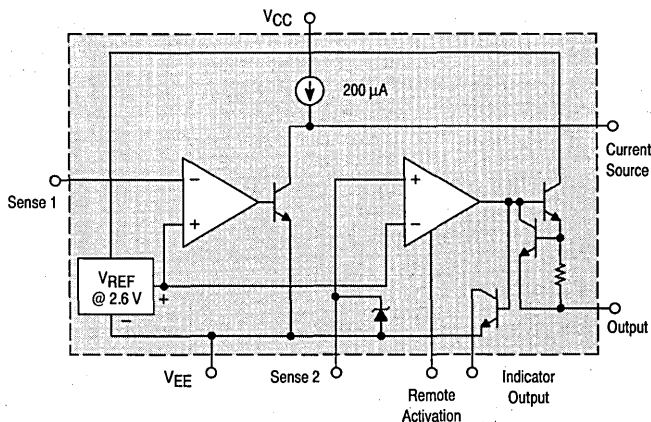 VCC
200 μA
Current
Source
Sense 1
−
+
+
−
VREF
@ 2.6 V
+
−
Output
VEE
Sense 2
Remote
Activation
Indicator
Output